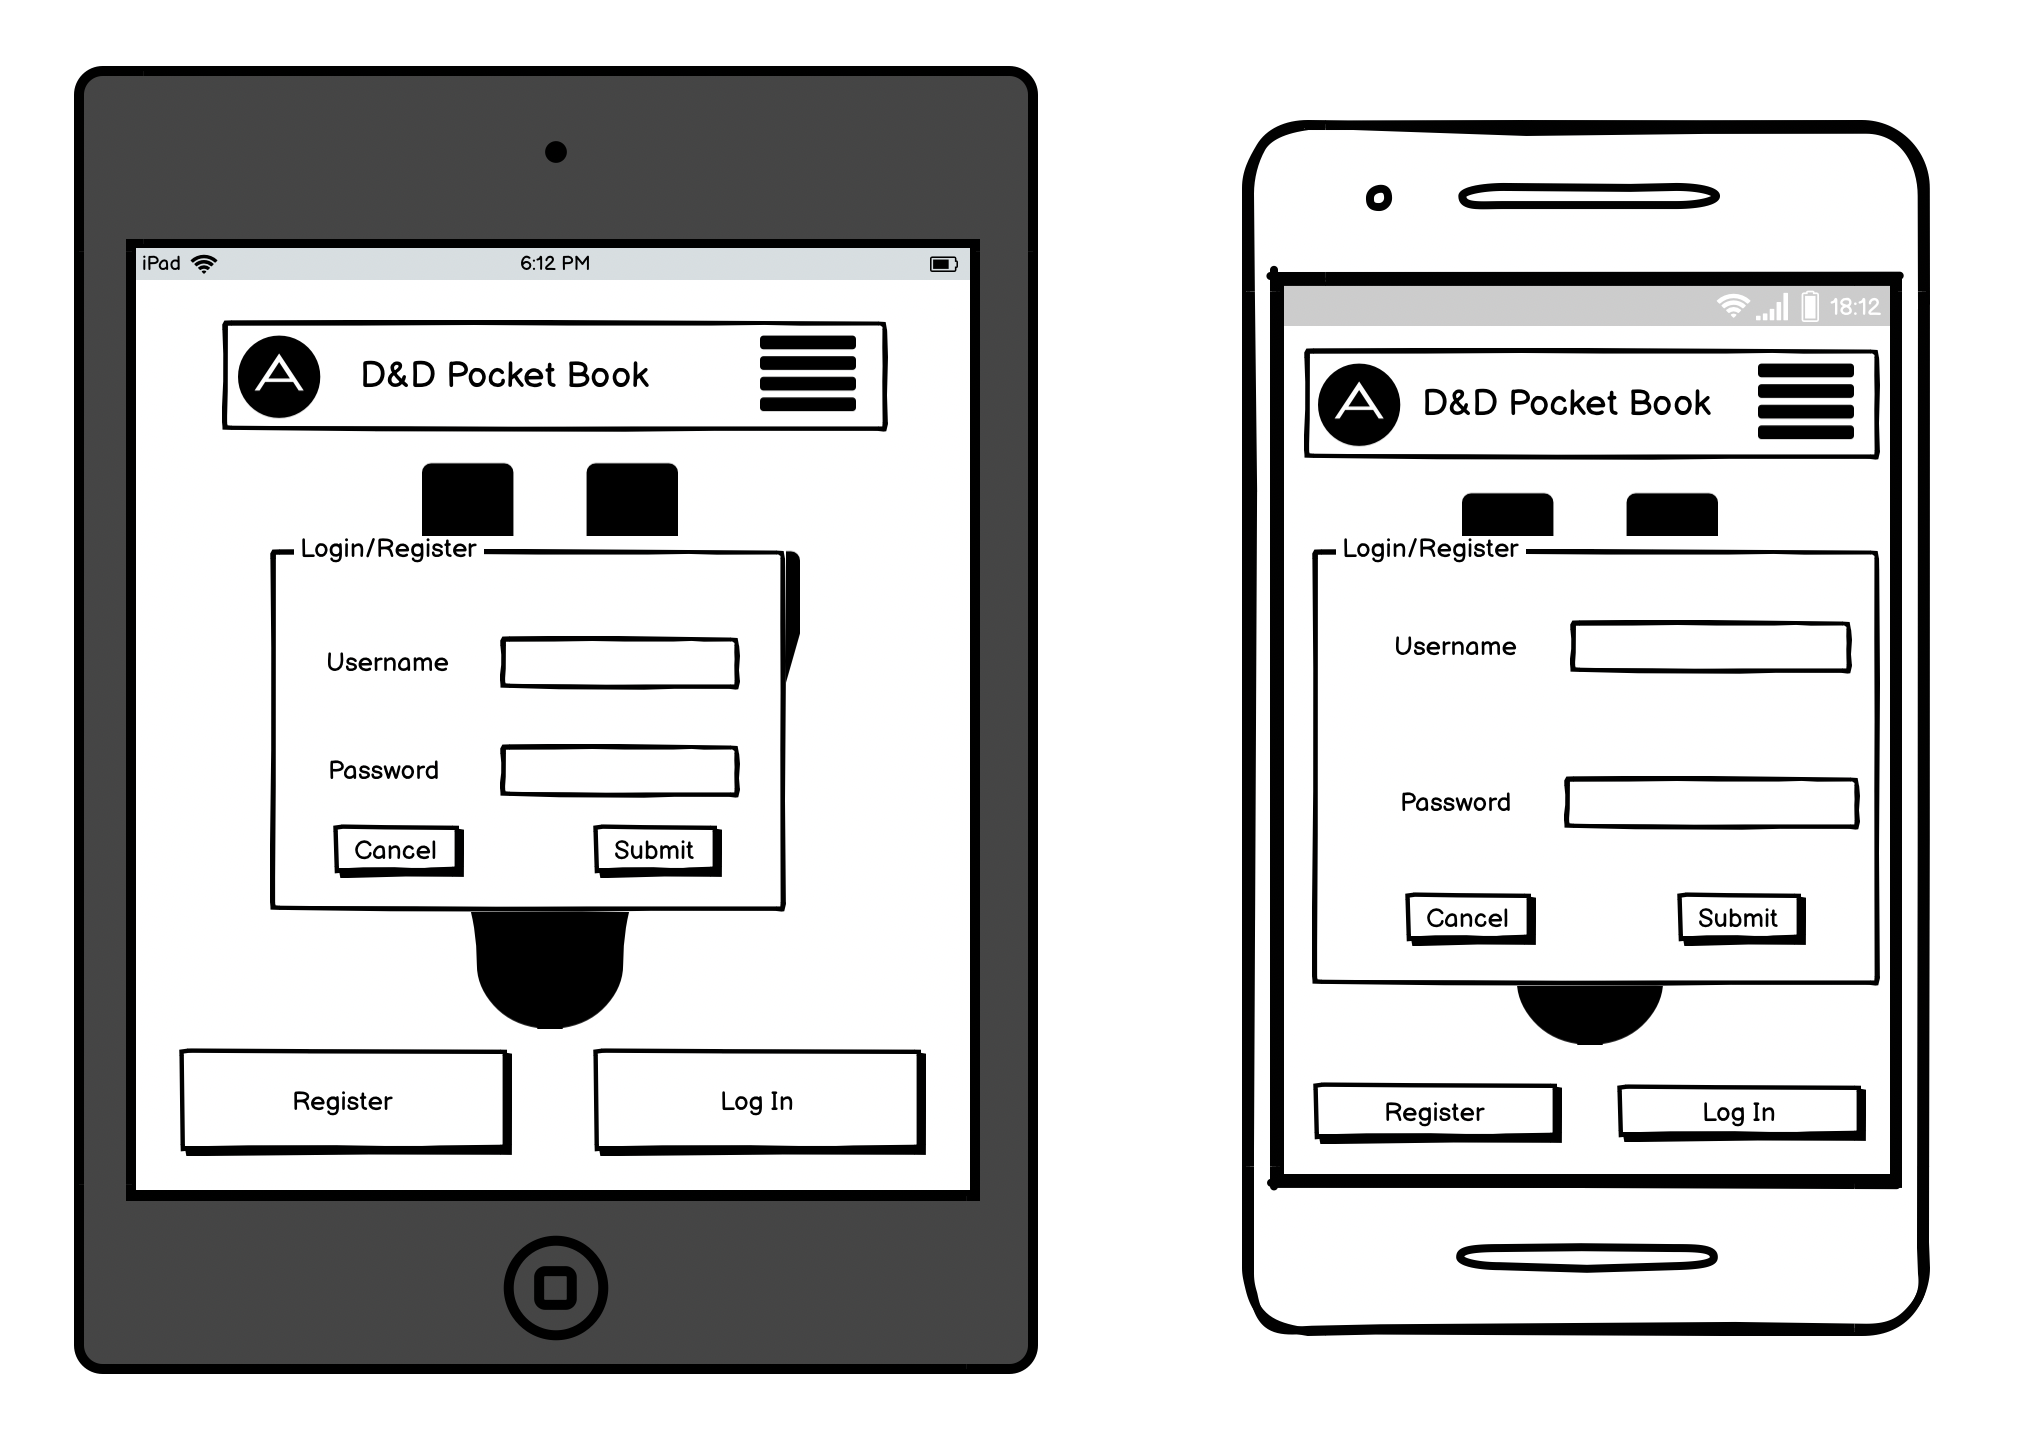 iPad
6:12 PM
A
D&D Pocket Book
Login/Register
Username
Password
Cancel
Submit
Register
Log In
18:12
A
D&D Pocket Book
Login/Register
Username
Password
Cancel
Submit
Register
Log In